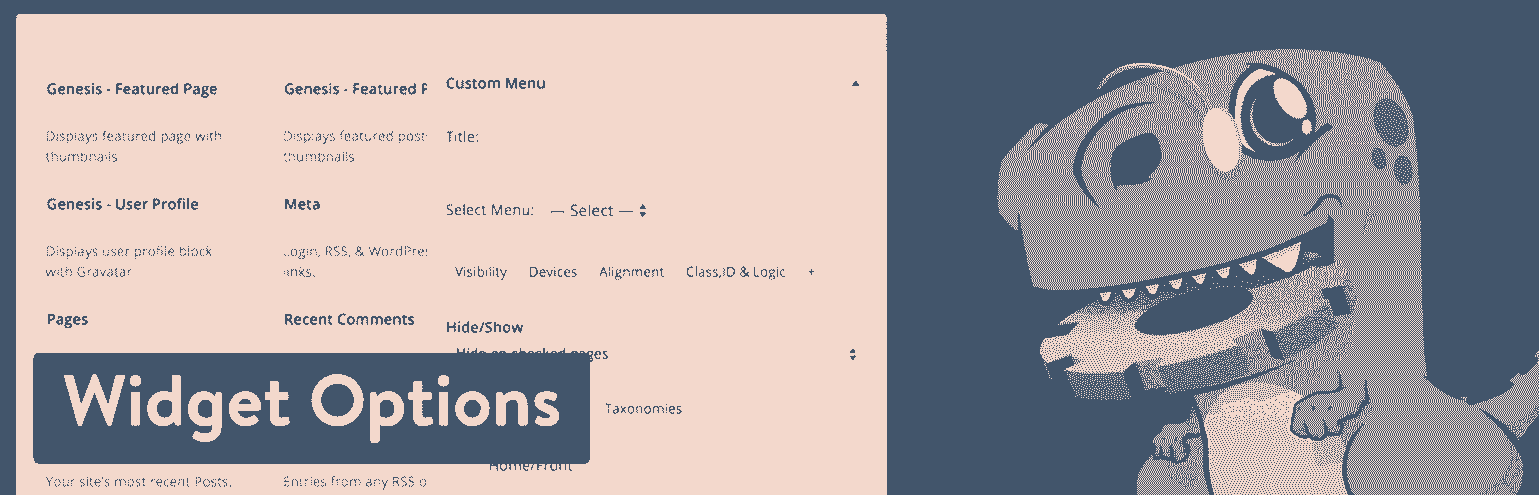 Genesis - Featured Page
Displays featured page with
thumbnails
Genesis - User Profile
Displays user profile block
with Gravatar
Pages
Your site's most recent Posts.
Genesis - Featured
Displays featured post
thumbnails
Meta
Login, RSS, &
links.
Recent Comments
Entries from any RSS o
Custom Menu
Title:
Select Menu: — Select —
Visibility Devices Alignment Class,ID & Logic +
Hide/Show
Hide on checked pages
Taxonomies
Home/Front
Widget Options